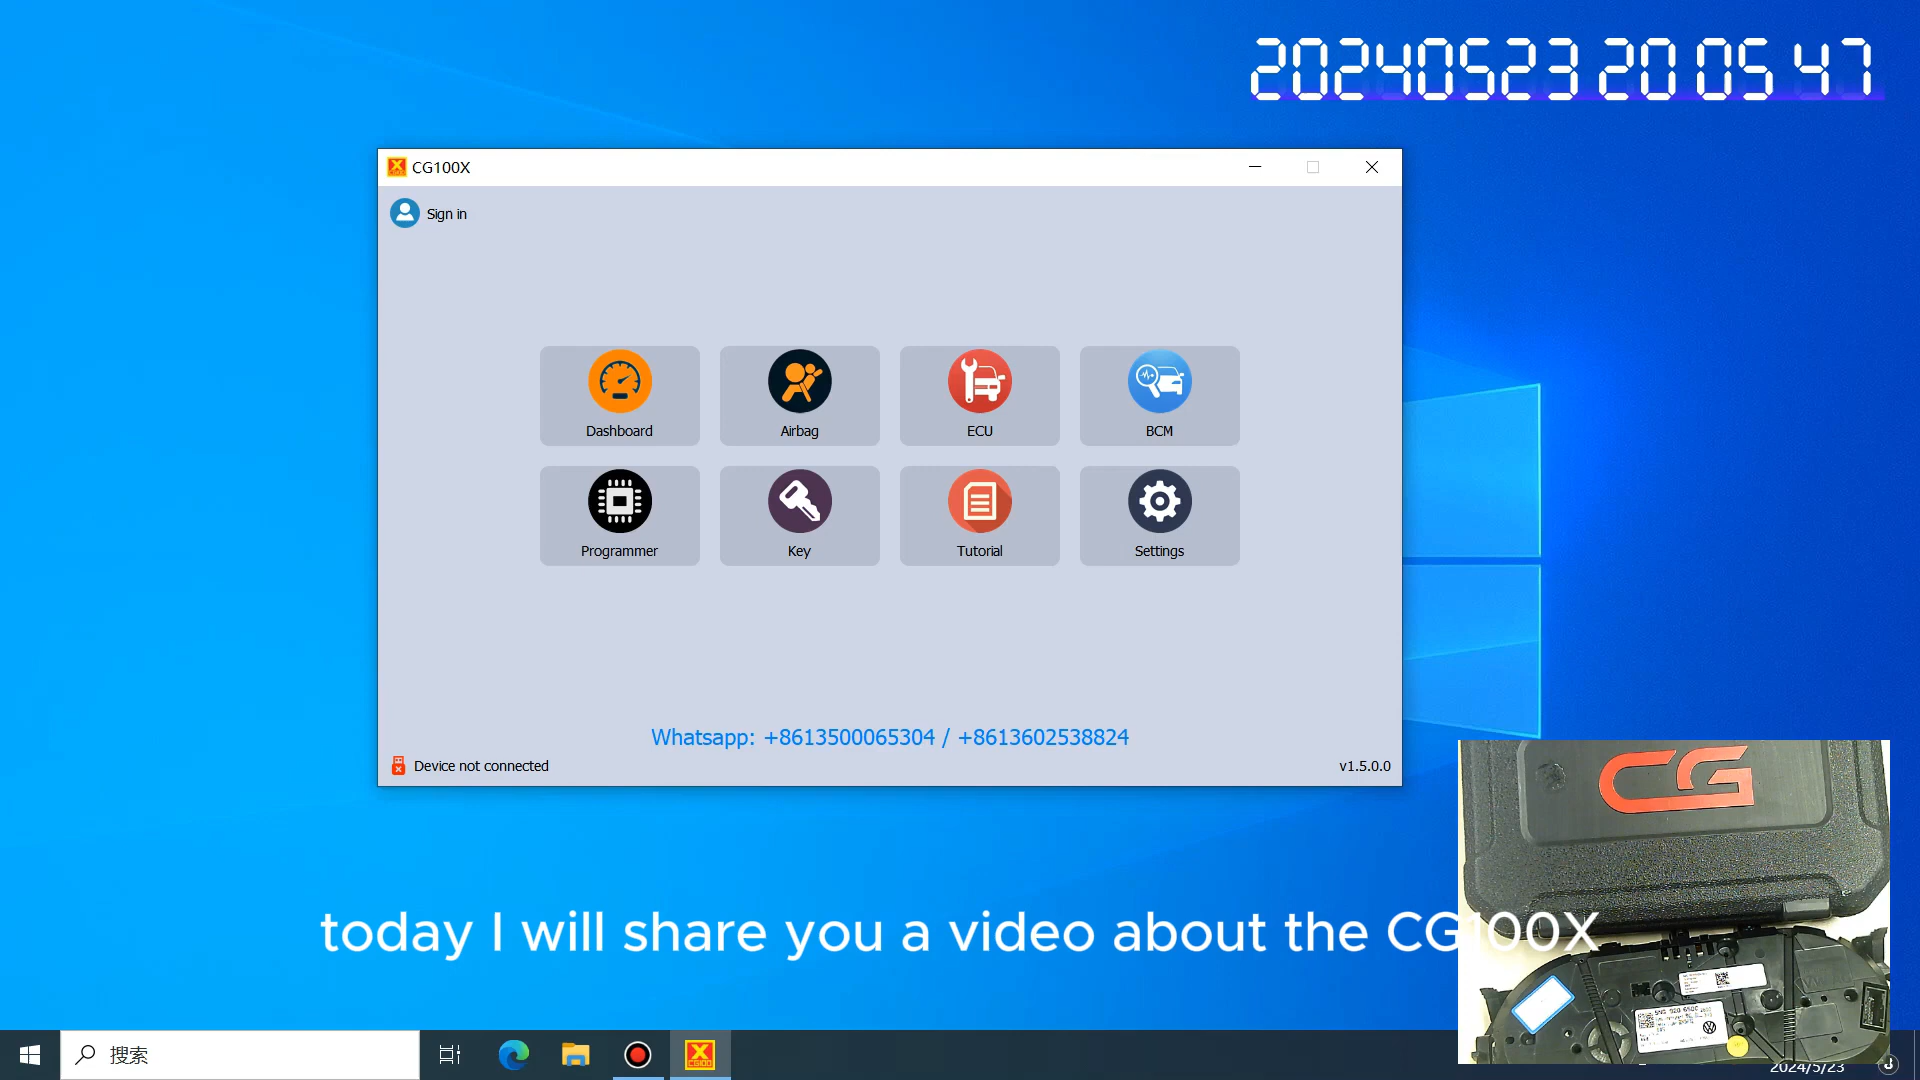 20240523 20 05 47
CG100X
Sign in
Dashboard
Airbag
ECU
BCM
Programmer
Key
Tutorial
Settings
Whatsapp: +8613500065304 / +8613602538824
Device not connected
v1.5.0.0
CG
today I will share you a video about the CG100X
搜索
2024/5/23